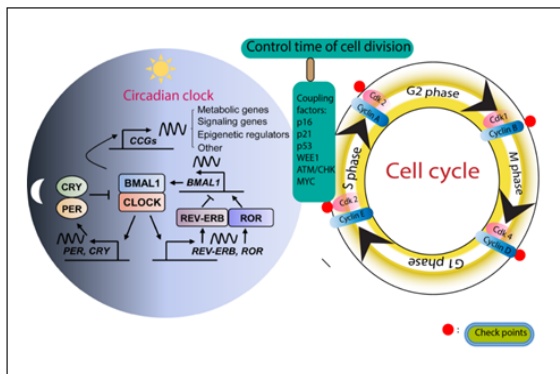 Control time of cell division
Circadian clock
Metabolic genes
Signaling genes
Epigenetic regulators
Other
CCGs
CRY
PER
BMAL1
CLOCK
BMAL1
REV-ERB
ROR
PER, CRY
REV-ERB, ROR
Coupling
factors:
p16
p21
p53
WEE1
ATM/CHK
MYC
Cell cycle
G2 phase
M phase
G1 phase
S phase
Cdk 2
Cyclin A
Cdk1
Cyclin B
Cdk 4
Cyclin D
Cdk 2
Cyclin E
:
Check points